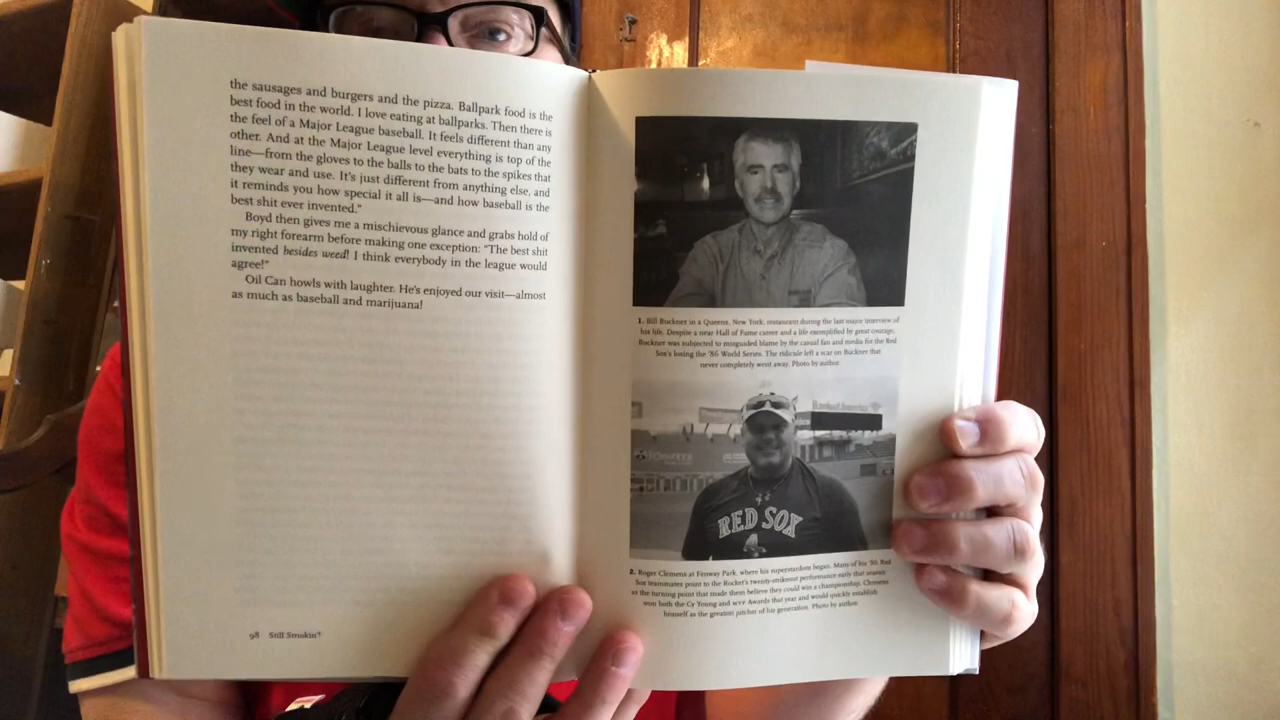 the sausages and burgers and the pizza. Ballpark food is the
best food in the world. I love eating at ballparks. Then there is
the feel of a Major League baseball. It feels different than any
other. And at the Major League level everything is top of the
line—from the gloves to the balls to the bats to the spikes that
they wear and use. It's just different from anything else, and
it reminds you how special it all is—and how baseball is the
best shit ever invented."
Boyd then gives me a mischievous glance and grabs hold of
my right forearm before making one exception: "The best shit
invented besides weed! I think everybody in the league would
agree!"
Oil Can howls with laughter. He's enjoyed our visit—almost
as much as baseball and marijuana!
98 Still Smokin'?
1. Bill Buckner in a Queens, New York, restaurant during the last major interview of
his life. Despite a near Hall of Fame career and a life exemplified by great courage,
Buckner was subjected to misguided blame by the casual fan and media for the Red
Sox's losing the '86 World Series. The ridicule left a scar on Buckner that
never completely went away. Photo by author.
RED SOX
4
2. Roger Clemens at Fenway Park, where his superstardom began. Many of his '86 Red
Sox teammates point to the Rocket's twenty-strikeout performance early that season
as the turning point that made them believe they could win a championship. Clemens
won both the Cy Young and MVP Awards that year and would quickly establish
himself as the greatest pitcher of his generation. Photo by author.